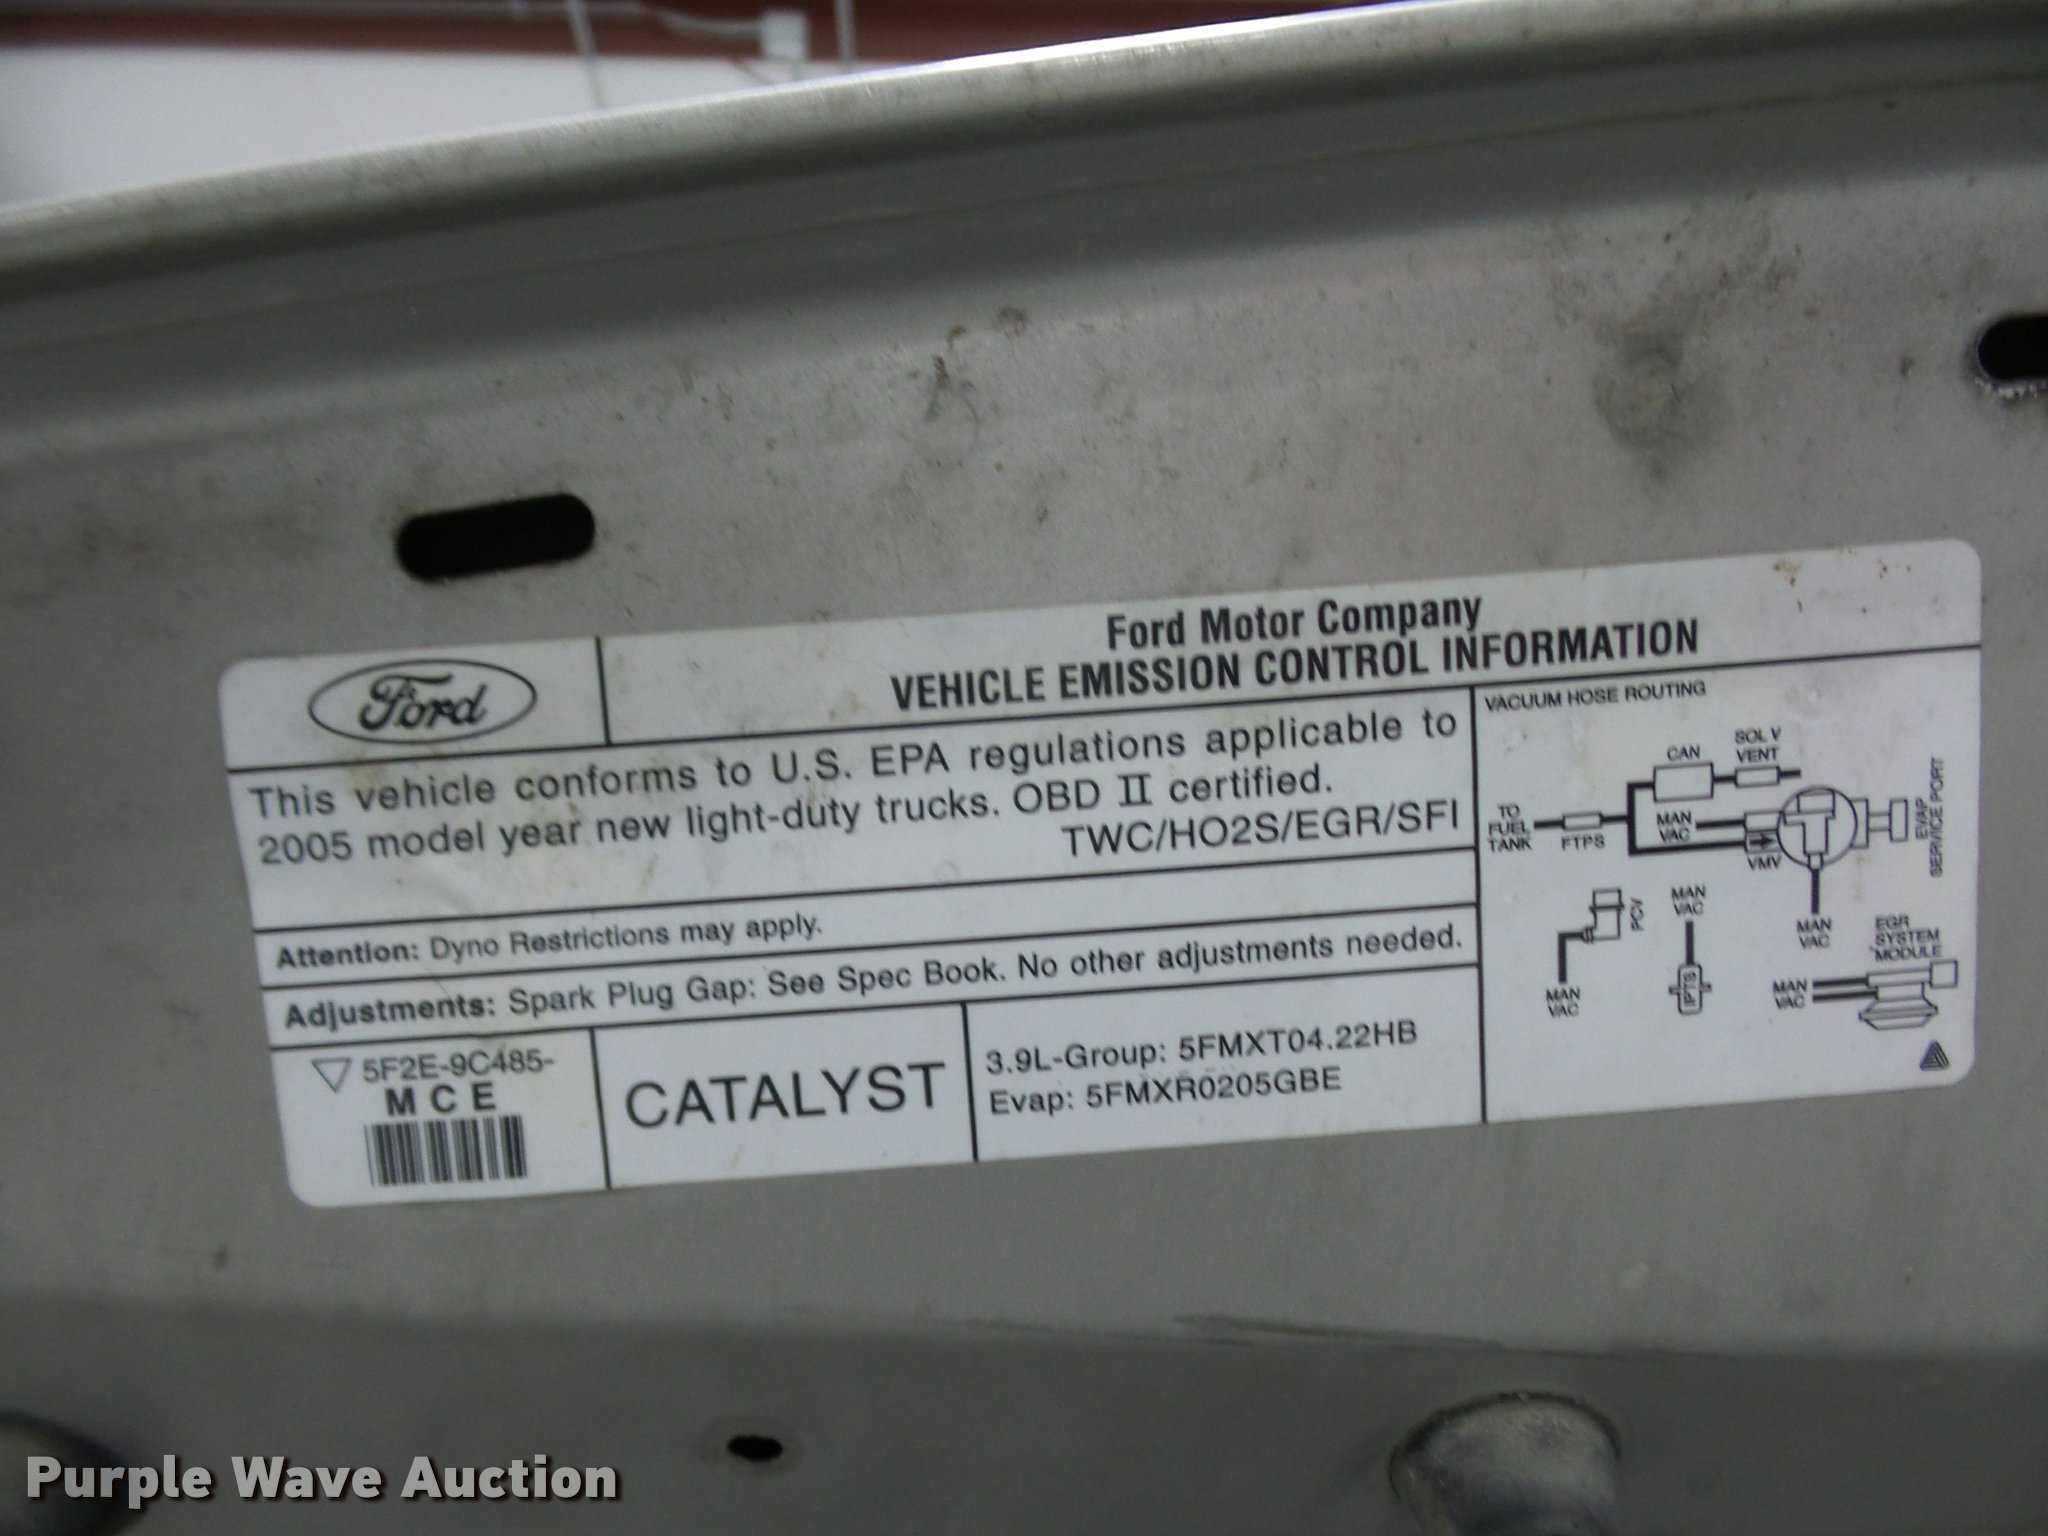 Ford
Ford Motor Company
VEHICLE EMISSION CONTROL INFORMATION
This vehicle conforms to U.S. EPA regulations applicable to
2005 model year new light-duty trucks. OBD II certified.
TWC/HO2S/EGR/SFI
Attention: Dyno Restrictions may apply.
Adjustments: Spark Plug Gap: See Spec Book. No other adjustments needed.
5F2E-9C485-
M C E
CATALYST
3.9L-Group: 5FMXT04.22HB
Evap: 5FMXR0205GBE
VACUUM HOSE ROUTING
TO
FUEL
TANK
FTPS
CAN
SOL V
VENT
MAN
VAC
VMV
EVAP
SERVICE PORT
MAN
VAC
PCV
MAN
VAC
MAN
VAC
IPTS
EGR
SYSTEM
MODULE
MAN
VAC
Purple Wave Auction